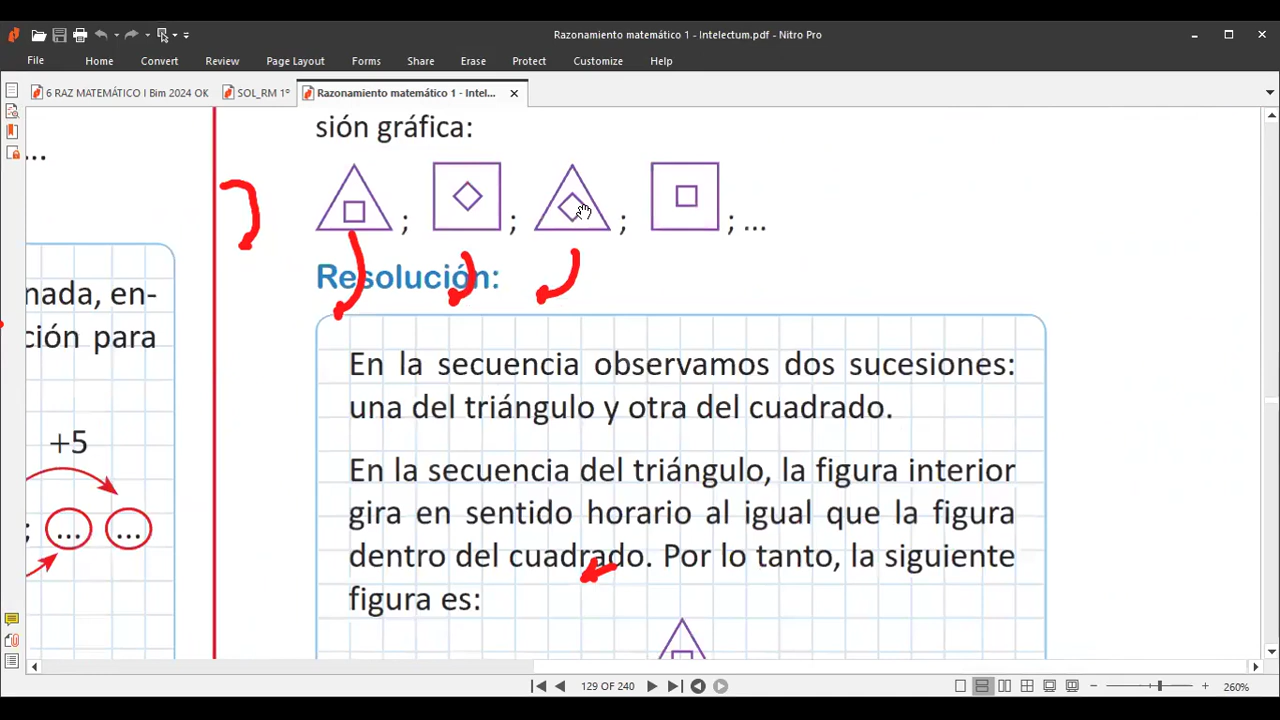 Razonamiento matemático 1 - Intelectum.pdf - Nitro Pro
File Home Convert Review Page Layout Forms Share Erase Protect Customize Help
6 RAZ MATEMÁTICO I Bim 2024 OK SOL_RM 1º Razonamiento matemático 1 - Intel...
sión gráfica:
...
; ; ; ; ...
Resolución:
nada, en-
ción para
+5
; ... ...
En la secuencia observamos dos sucesiones:
una del triángulo y otra del cuadrado.
En la secuencia del triángulo, la figura interior
gira en sentido horario al igual que la figura
dentro del cuadrado. Por lo tanto, la siguiente
figura es:
129 OF 240
260%